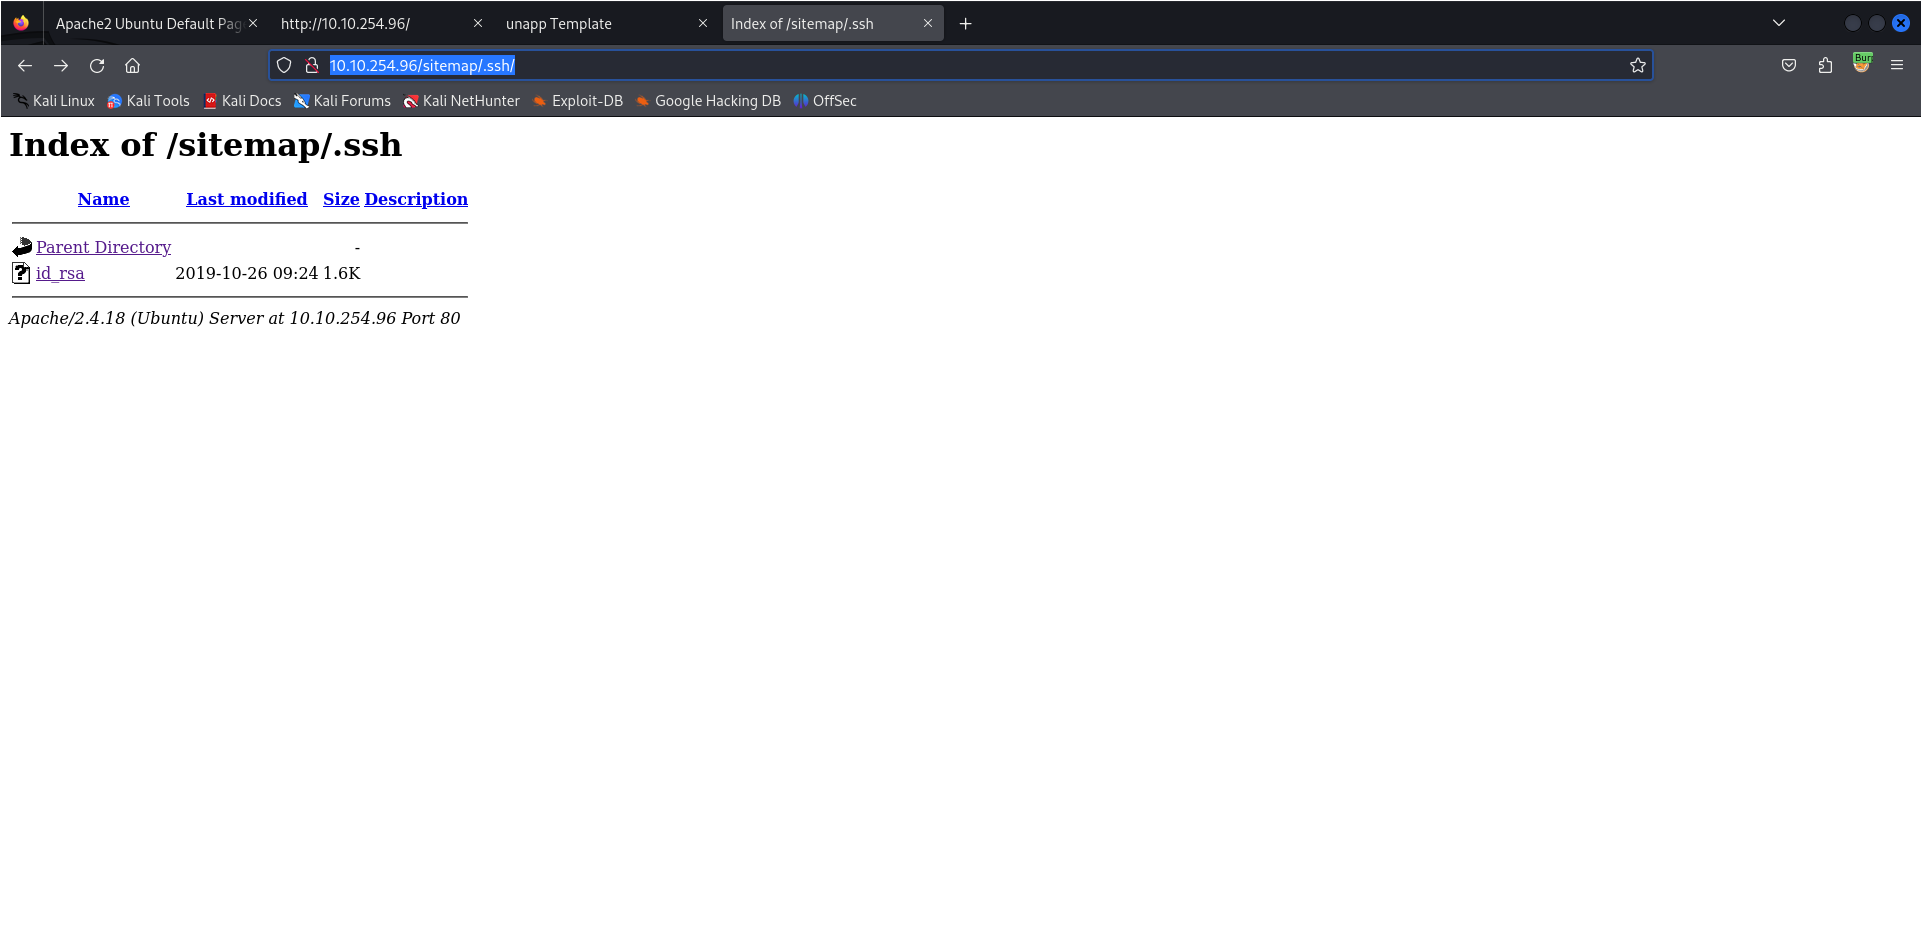 Apache2 Ubuntu Default Pag
http://10.10.254.96/
unapp Template
Index of /sitemap/.ssh
10.10.254.96/sitemap/.ssh/
Bur
Kali Linux
Kali Tools
Kali Docs
Kali Forums
Kali NetHunter
Exploit-DB
Google Hacking DB
OffSec
Index of /sitemap/.ssh
Name Last modified Size Description
Parent Directory -
id_rsa 2019-10-26 09:24 1.6K
Apache/2.4.18 (Ubuntu) Server at 10.10.254.96 Port 80